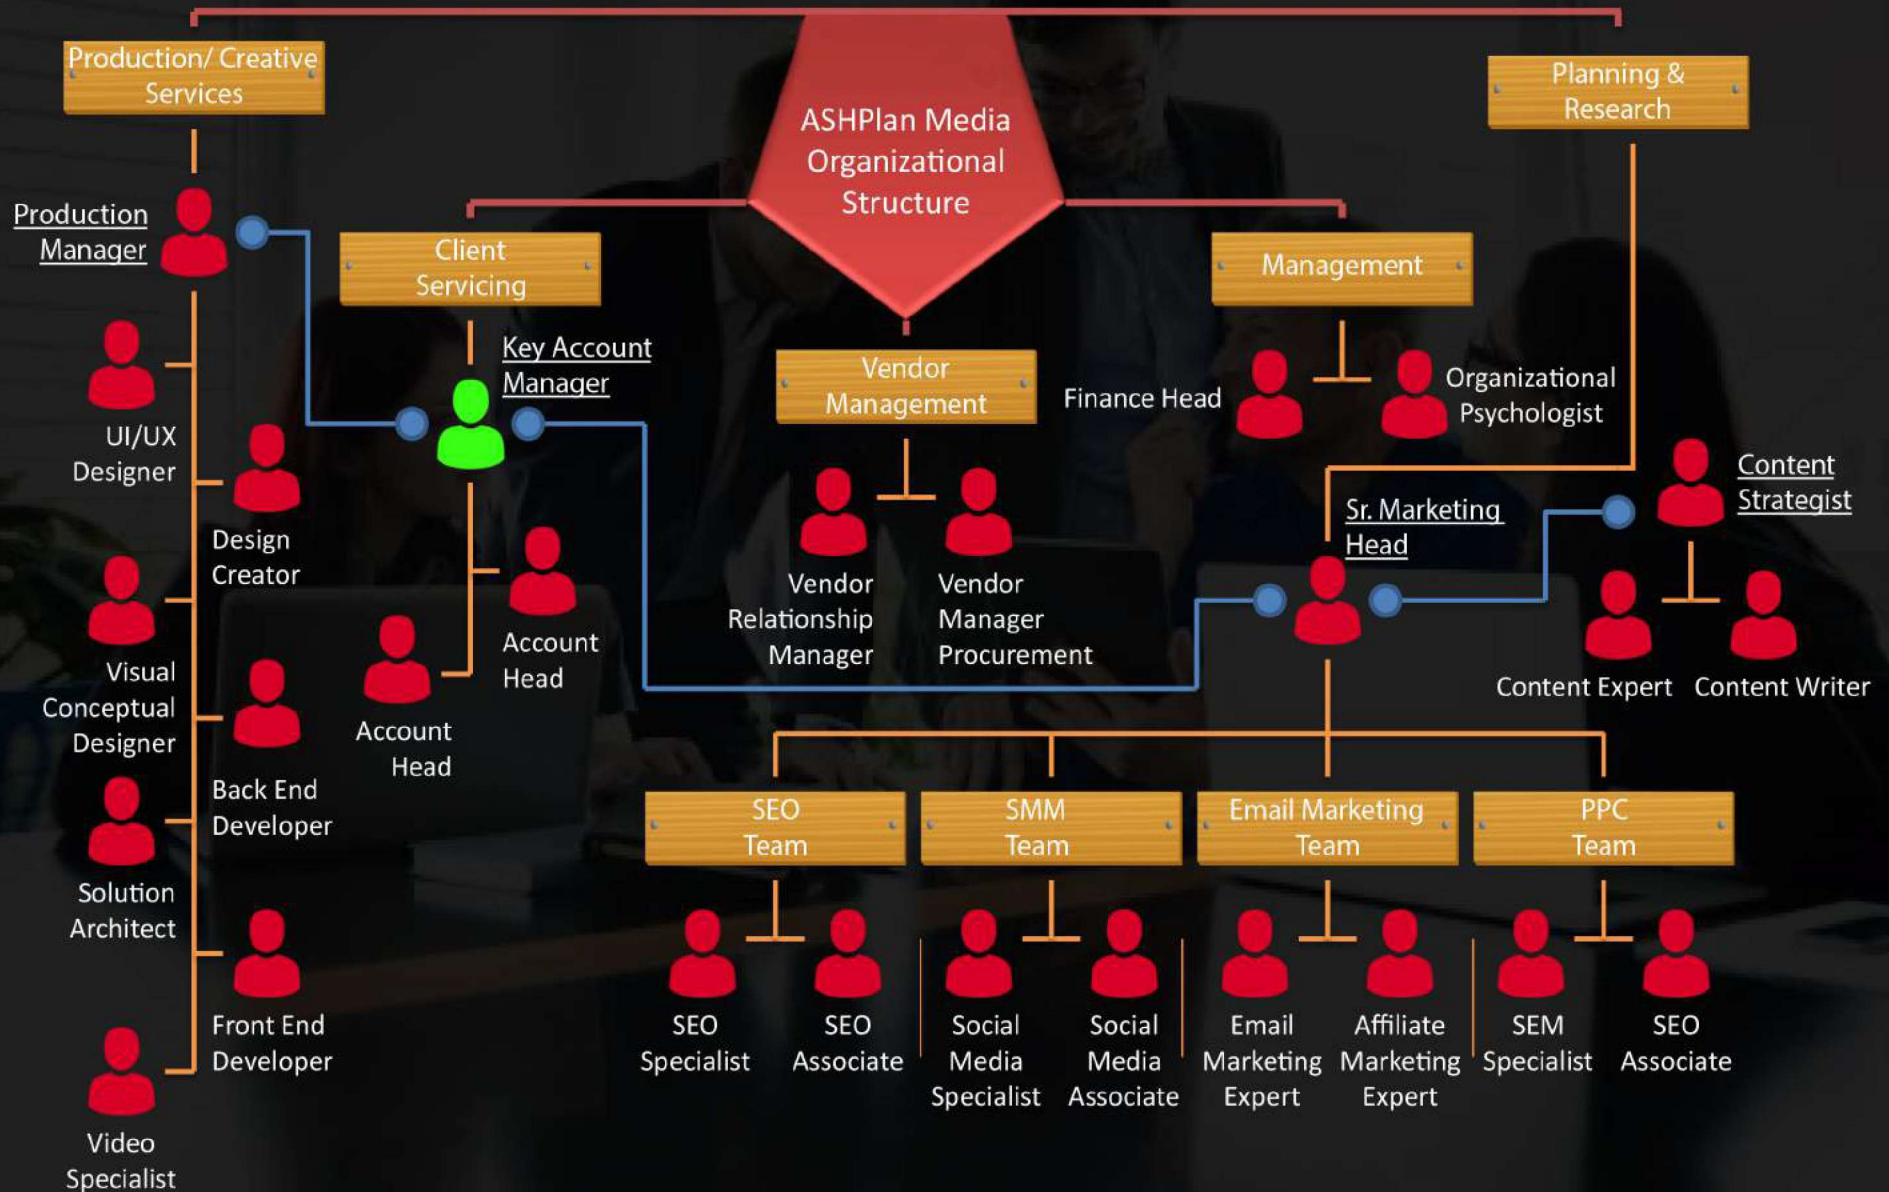 Production/ Creative
Services
ASHPlan Media
Organizational
Structure
Planning &
Research
Production
Manager
Client
Servicing
Management
Key Account
Manager
Vendor
Management
Finance Head
Organizational
Psychologist
UI/UX
Designer
Design
Creator
Sr. Marketing
Head
Content
Strategist
Vendor
Relationship
Manager
Vendor
Manager
Procurement
Account
Head
Account
Head
Content Expert
Content Writer
Visual
Conceptual
Designer
Back End
Developer
Solution
Architect
Front End
Developer
Video
Specialist
SEO
Team
SMM
Team
Email Marketing
Team
PPC
Team
SEO
Specialist
SEO
Associate
Social
Media
Specialist
Social
Media
Associate
Email
Marketing
Expert
Affiliate
Marketing
Expert
SEM
Specialist
SEO
Associate